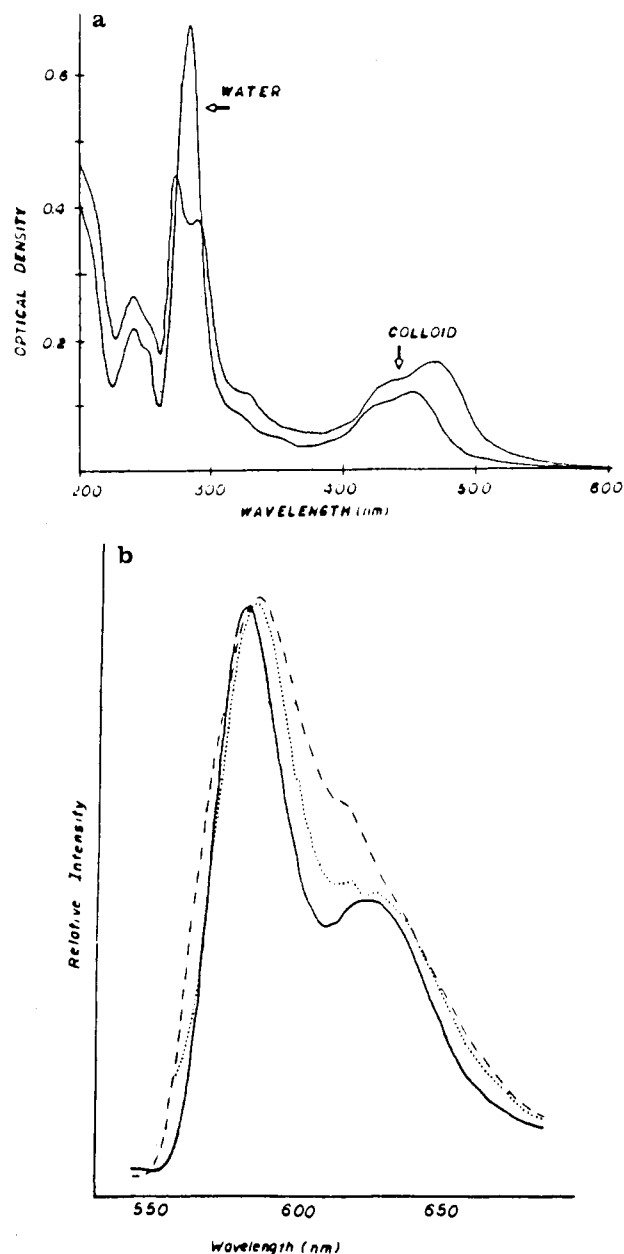 a
0.6
WATER
0.4
OPTICAL DENSITY
COLLOID
0.2
200 300 400 500 600
WAVELENGTH (nm)
b
Relative Intensity
550 600 650
Wavelength (nm)